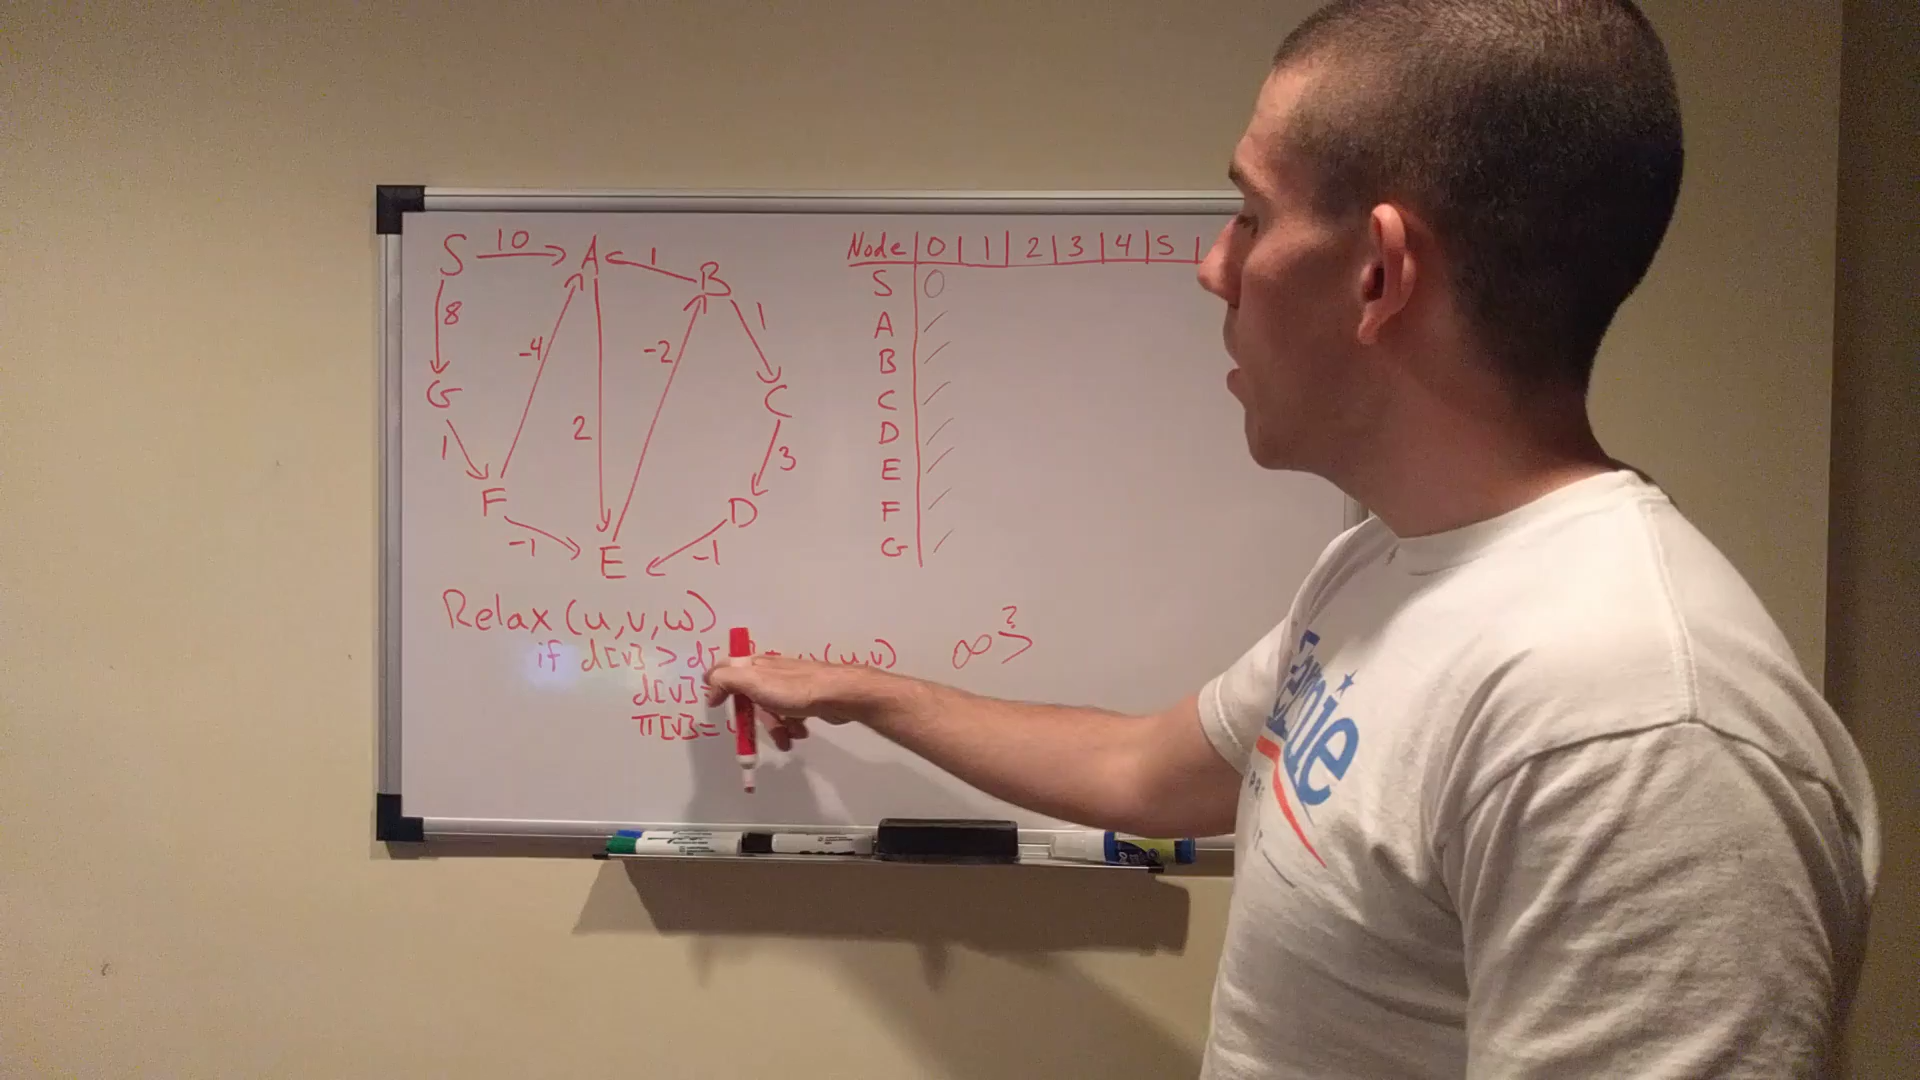 S 10 A 1 B
8 -4 -2 1
G 2 C
1 3
F D
-1 E -1
Node | 0 | 1 | 2 | 3 | 4 | 5 |
S 0
A /
B /
C /
D /
E /
F /
G /
Relax (u,v,w)
if d[v] > d[ (u,v)
∞ >?
d[v]=
π[v]=